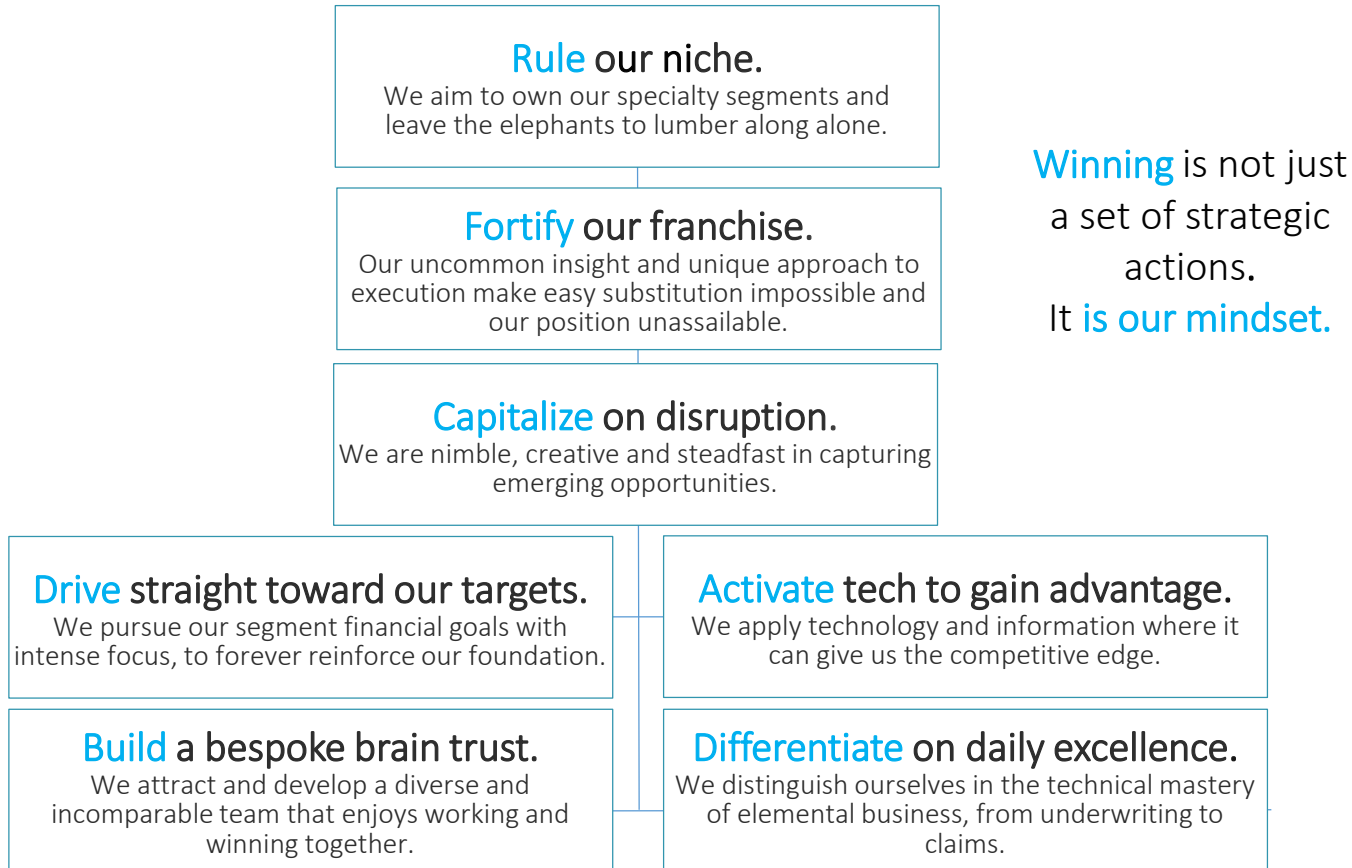 Rule our niche.
We aim to own our specialty segments and
leave the elephants to lumber along alone.
Fortify our franchise.
Our uncommon insight and unique approach to
execution make easy substitution impossible and
our position unassailable.
Capitalize on disruption.
We are nimble, creative and steadfast in capturing
emerging opportunities.
Winning is not just
a set of strategic
actions.
It is our mindset.
Drive straight toward our targets.
We pursue our segment financial goals with
intense focus, to forever reinforce our foundation.
Activate tech to gain advantage.
We apply technology and information where it
can give us the competitive edge.
Build a bespoke brain trust.
We attract and develop a diverse and
incomparable team that enjoys working and
winning together.
Differentiate on daily excellence.
We distinguish ourselves in the technical mastery
of elemental business, from underwriting to
claims.